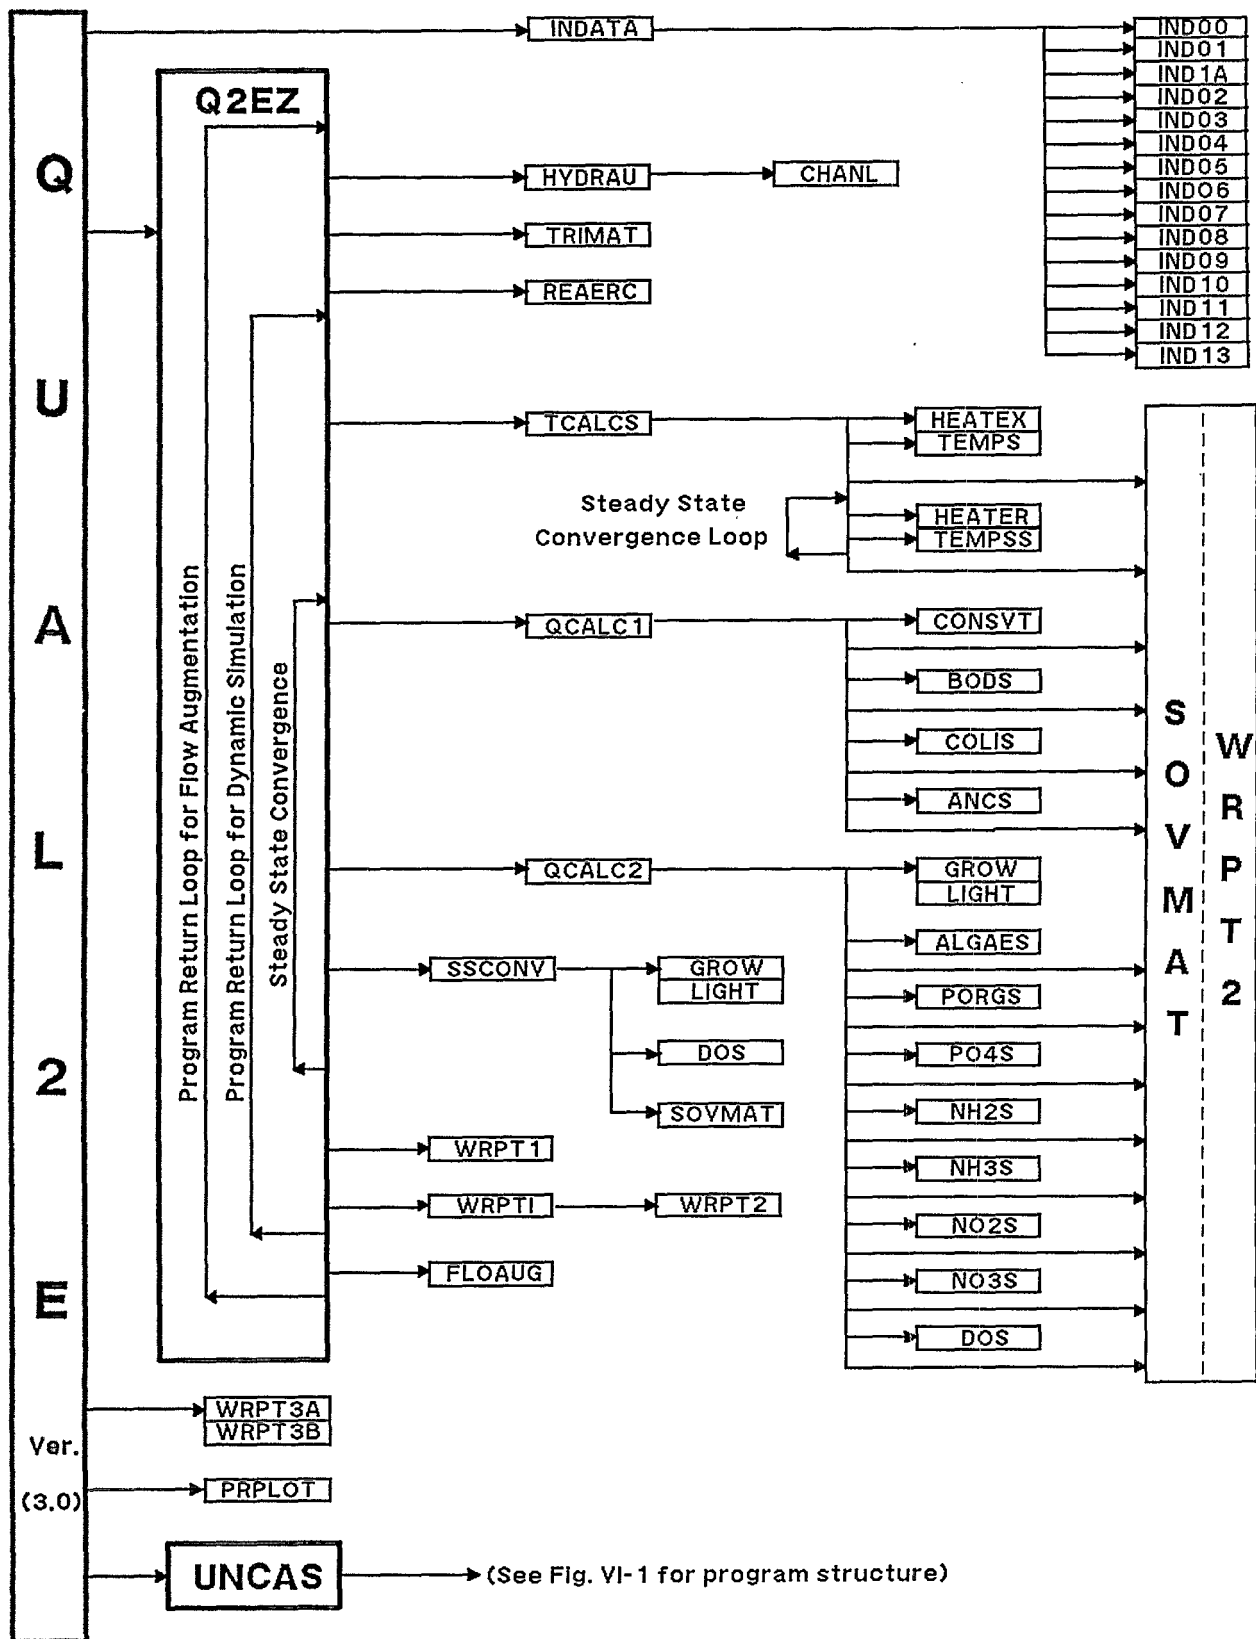 QUAL2E
Ver.
(3.0)
INDATA
IND00
IND01
IND1A
IND02
IND03
IND04
IND05
IND06
IND07
IND08
IND09
IND10
IND11
IND12
IND13
Q2EZ
Program Return Loop for Flow Augmentation
Program Return Loop for Dynamic Simulation
Steady State Convergence
HYDRAU
CHANL
TRIMAT
REAERC
TCALCS
HEATEX
TEMPS
Steady State
Convergence Loop
HEATER
TEMPSS
QCALC1
CONSVT
BODS
COLIS
ANCS
QCALC2
GROW
LIGHT
ALGAES
PORGS
PO4S
NH2S
NH3S
NO2S
NO3S
DOS
SOVMAT
WRPT2
SSCONV
GROW
LIGHT
DOS
SOVMAT
WRPT1
WRPTI
WRPT2
FLOAUG
WRPT3A
WRPT3B
PRPLOT
UNCAS
(See Fig. VI-1 for program structure)